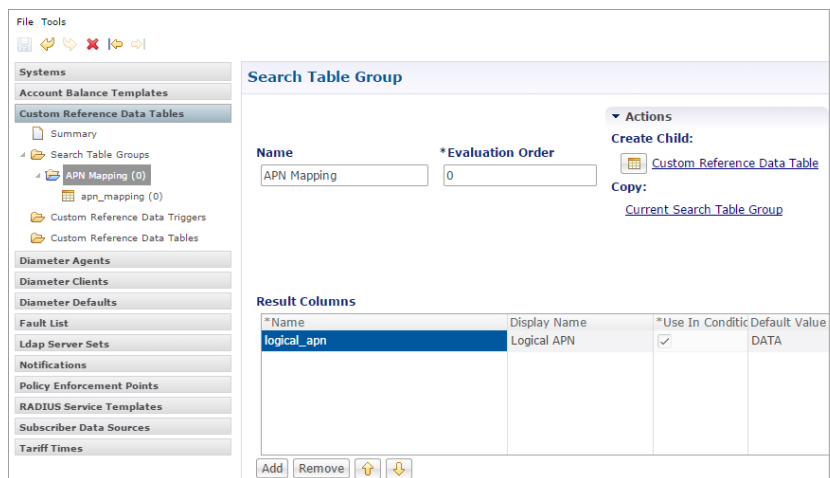 File Tools
Systems
Account Balance Templates
Custom Reference Data Tables
Summary
Search Table Groups
APN Mapping (0)
apn_mapping (0)
Custom Reference Data Triggers
Custom Reference Data Tables
Diameter Agents
Diameter Clients
Diameter Defaults
Fault List
Ldap Server Sets
Notifications
Policy Enforcement Points
RADIUS Service Templates
Subscriber Data Sources
Tariff Times
Search Table Group
Name *Evaluation Order
APN Mapping 0
Actions
Create Child:
Custom Reference Data Table
Copy:
Current Search Table Group
Result Columns
*Name Display Name *Use In Conditic Default Value
logical_apn Logical APN DATA
Add Remove